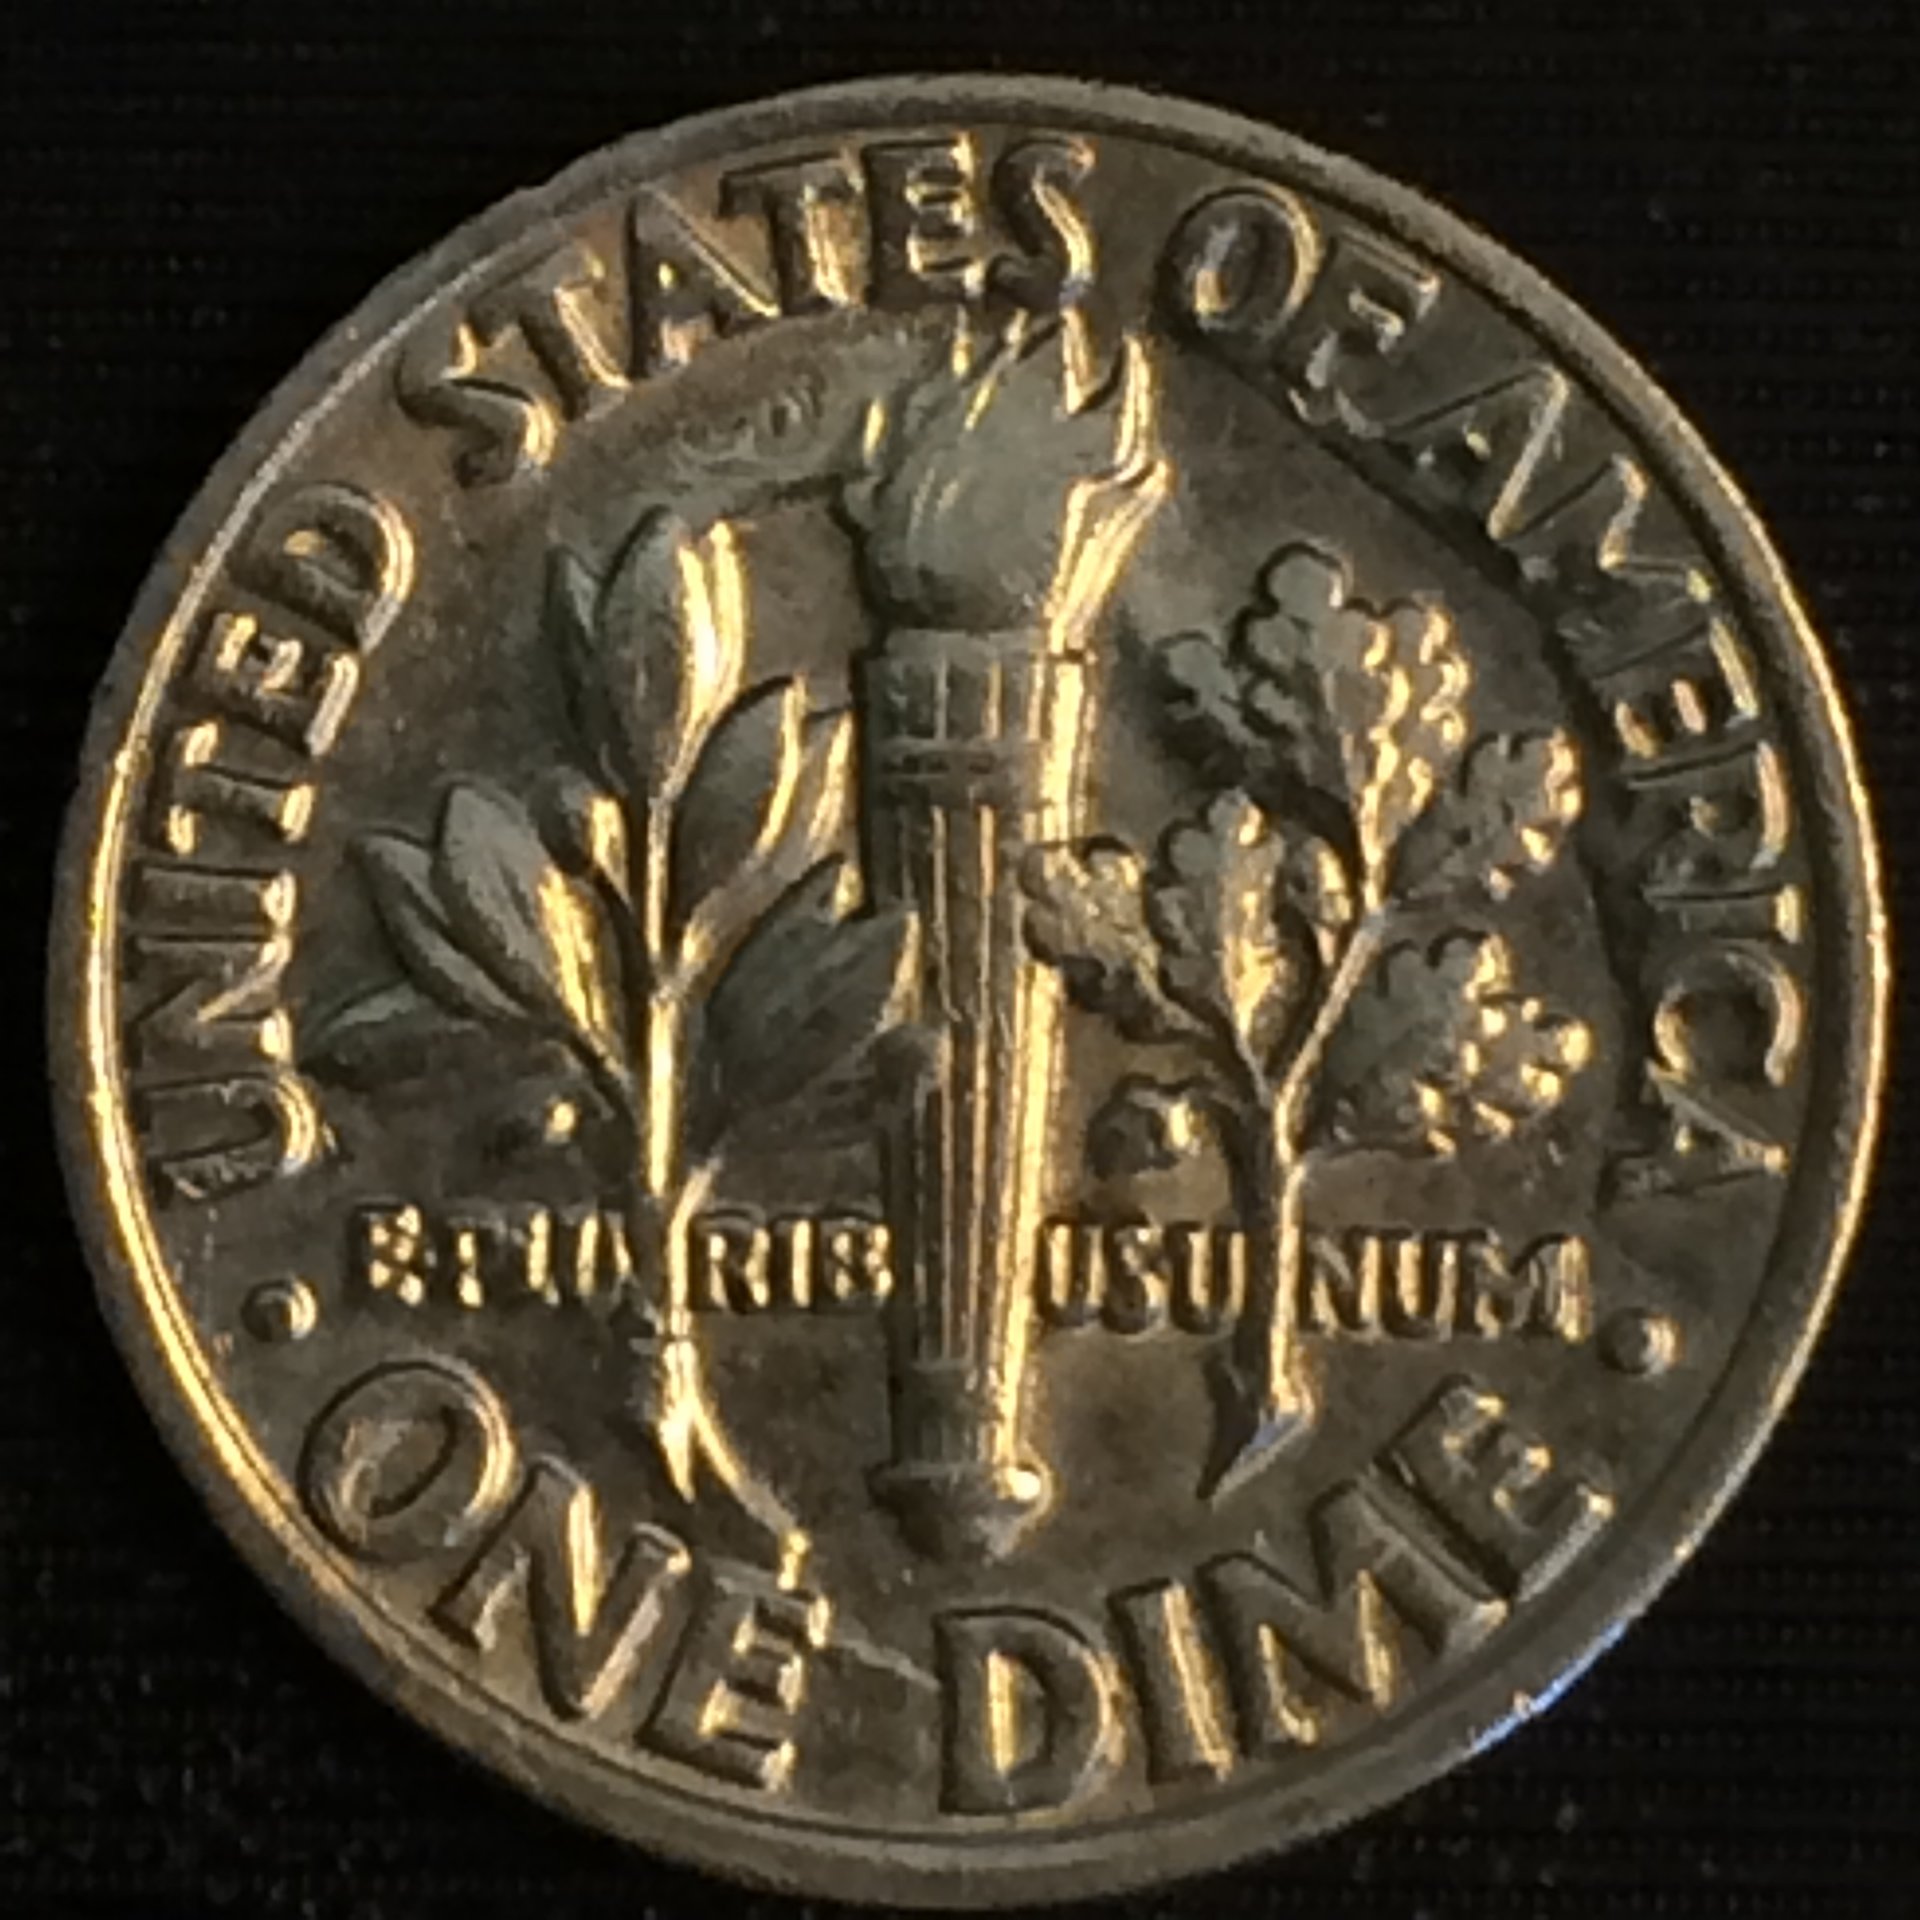 UNITED STATES OF AMERICA
E PLURIBUS UNUM
• ONE DIME •